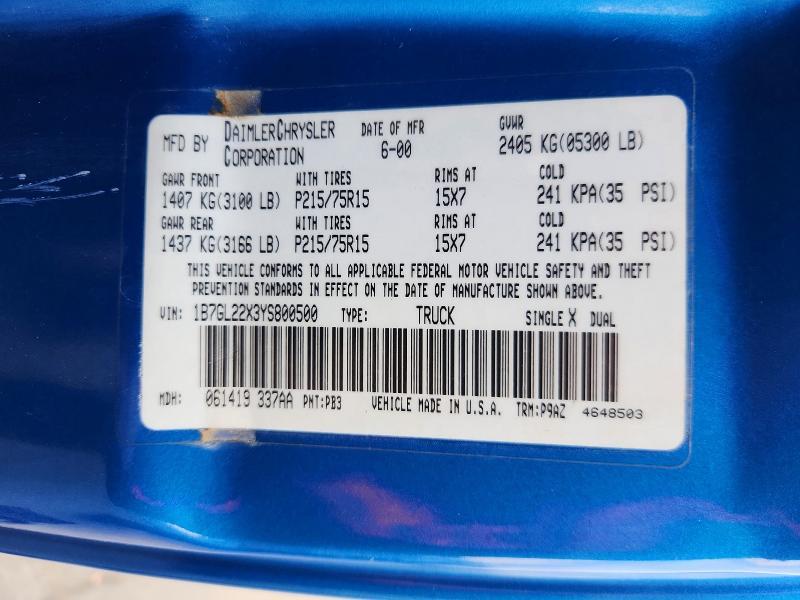 MFD BY DAIMLERCHRYSLER CORPORATION DATE OF MFR 6-00 GVWR 2405 KG(05300 LB)
GAWR FRONT WITH TIRES RIMS AT COLD
1407 KG(3100 LB) P215/75R15 15X7 241 KPA(35 PSI)
GAWR REAR WITH TIRES RIMS AT COLD
1437 KG(3166 LB) P215/75R15 15X7 241 KPA(35 PSI)
THIS VEHICLE CONFORMS TO ALL APPLICABLE FEDERAL MOTOR VEHICLE SAFETY AND THEFT
PREVENTION STANDARDS IN EFFECT ON THE DATE OF MANUFACTURE SHOWN ABOVE.
VIN: 1B7GL22X3YS800500 TYPE: TRUCK SINGLE X DUAL
MDH: 061419 337AA PNT:PB3 VEHICLE MADE IN U.S.A. TRM:P9AZ 4648503